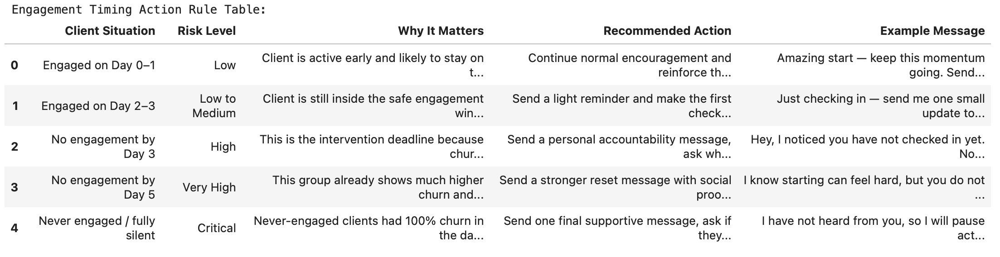 Engagement Timing Action Rule Table:
Client Situation Risk Level Why It Matters Recommended Action Example Message
0 Engaged on Day 0–1 Low Client is active early and likely to stay on t... Continue normal encouragement and reinforce th... Amazing start — keep this momentum going. Send...
1 Engaged on Day 2–3 Low to Medium Client is still inside the safe engagement win... Send a light reminder and make the first check... Just checking in — send me one small update to...
2 No engagement by Day 3 High This is the intervention deadline because chur... Send a personal accountability message, ask wh... Hey, I noticed you have not checked in yet. No...
3 No engagement by Day 5 Very High This group already shows much higher churn and... Send a stronger reset message with social proo... I know starting can feel hard, but you do not ...
4 Never engaged / fully silent Critical Never-engaged clients had 100% churn in the da... Send one final supportive message, ask if they... I have not heard from you, so I will pause act...